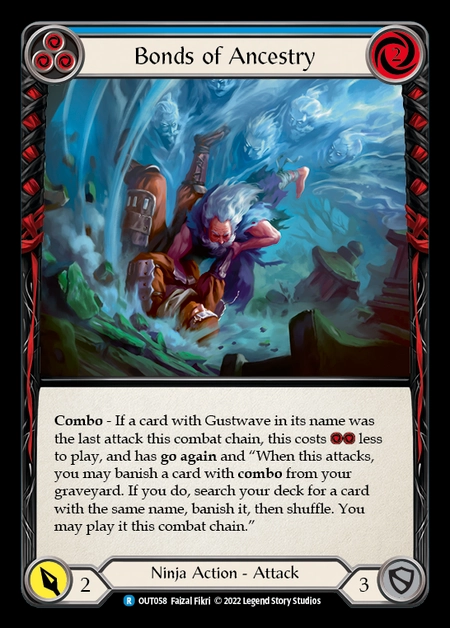 Bonds of Ancestry
2
Combo - If a card with Gustwave in its name was
the last attack this combat chain, this costs less
to play, and has go again and “When this attacks,
you may banish a card with combo from your
graveyard. If you do, search your deck for a card
with the same name, banish it, then shuffle. You
may play it this combat chain.”
2
Ninja Action - Attack
3
R OUT058 Faizal Fikri © 2022 Legend Story Studios